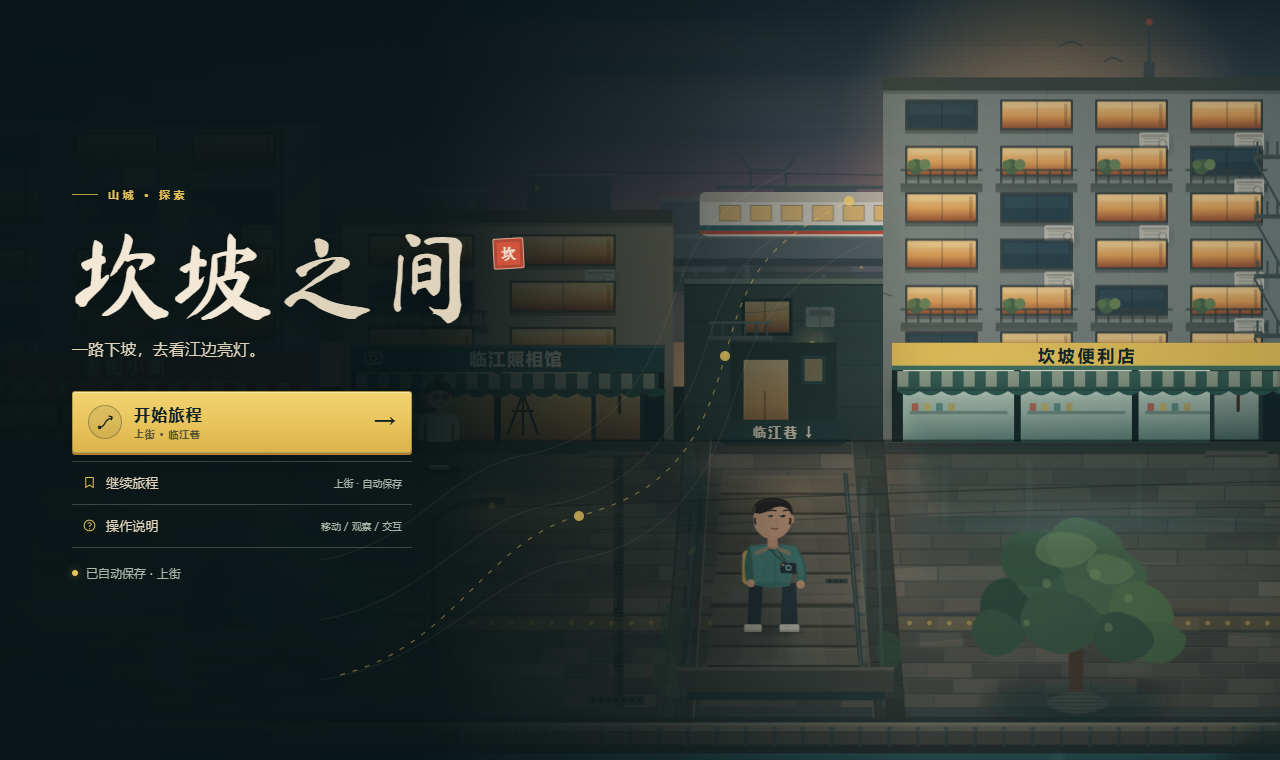 山城 • 探索
坎坡之间
坎
一路下坡，去看江边亮灯。
开始旅程
上街 • 临江巷
→
继续旅程
上街 · 自动保存
操作说明
移动 / 观察 / 交互
已自动保存 · 上街
临江照相馆
临江巷 ↓
坎坡便利店